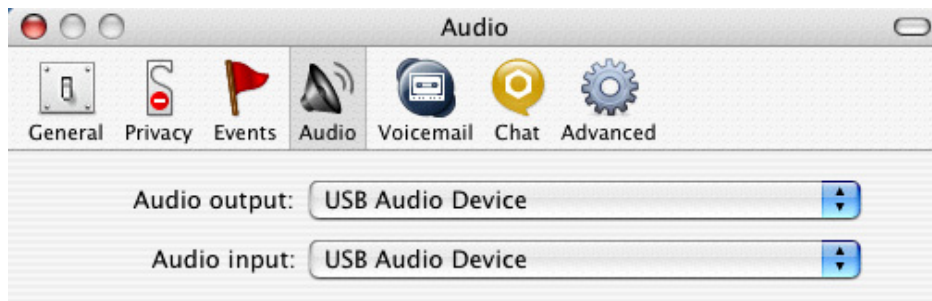 Audio
General Privacy Events Audio Voicemail Chat Advanced
Audio output: USB Audio Device
Audio input: USB Audio Device